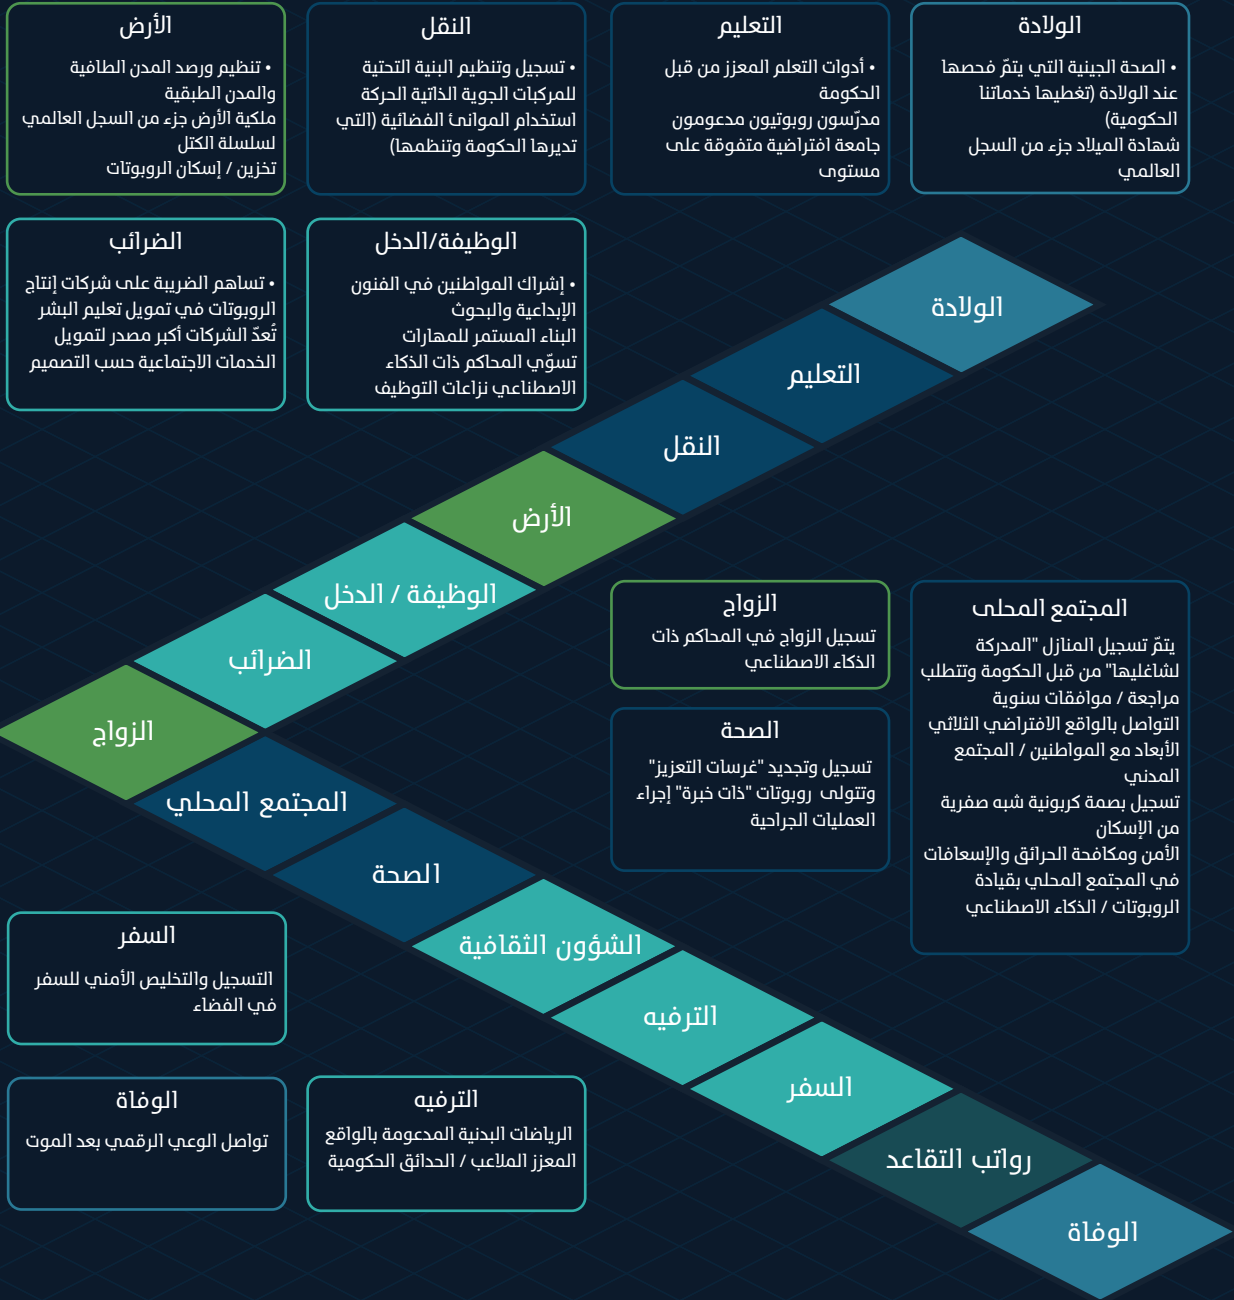 الولادة
• الصحة الجينية التي يتمّ فحصها
عند الولادة (تغطيها خدماتنا
الحكومية)
شهادة الميلاد جزء من السجل
العالمي
التعليم
• أدوات التعلم المعزز من قبل
الحكومة
مدرّسون روبوتيون مدعومون
جامعة افتراضية متفوقة على
مستوى
النقل
• تسجيل وتنظيم البنية التحتية
للمركبات الجوية الذاتية الحركة
استخدام الموانئ الفضائية (التي
تديرها الحكومة وتنظمها)
الأرض
• تنظيم ورصد المدن الطافية
والمدن الطبقية
ملكية الأرض جزء من السجل العالمي
لسلسلة الكتل
تخزين / إسكان الروبوتات
الوظيفة/الدخل
• إشراك المواطنين في الفنون
الإبداعية والبحوث
البناء المستمر للمهارات
تسوّي المحاكم ذات الذكاء
الاصطناعي نزاعات التوظيف
الضرائب
• تساهم الضريبة على شركات إنتاج
الروبوتات في تمويل تعليم البشر
تُعدّ الشركات أكبر مصدر لتمويل
الخدمات الاجتماعية حسب التصميم
الولادة
التعليم
النقل
الأرض
الوظيفة / الدخل
الضرائب
الزواج
المجتمع المحلي
الصحة
الشؤون الثقافية
الترفيه
السفر
رواتب التقاعد
الوفاة
المجتمع المحلي
يتمّ تسجيل المنازل "المدركة
لشاغليها" من قبل الحكومة وتتطلب
مراجعة / موافقات سنوية
التواصل بالواقع الافتراضي الثلاثي
الأبعاد مع المواطنين / المجتمع
المدني
تسجيل بصمة كربونية شبه صفرية
من الإسكان
الأمن ومكافحة الحرائق والإسعافات
في المجتمع المحلي بقيادة
الروبوتات / الذكاء الاصطناعي
الزواج
تسجيل الزواج في المحاكم ذات
الذكاء الاصطناعي
الصحة
تسجيل وتجديد "غرسات التعزيز"
وتتولى روبوتات "ذات خبرة" إجراء
العمليات الجراحية
السفر
التسجيل والتخليص الأمني للسفر
في الفضاء
الترفيه
الرياضات البدنية المدعومة بالواقع
المعزز الملاعب / الحدائق الحكومية
الوفاة
تواصل الوعي الرقمي بعد الموت